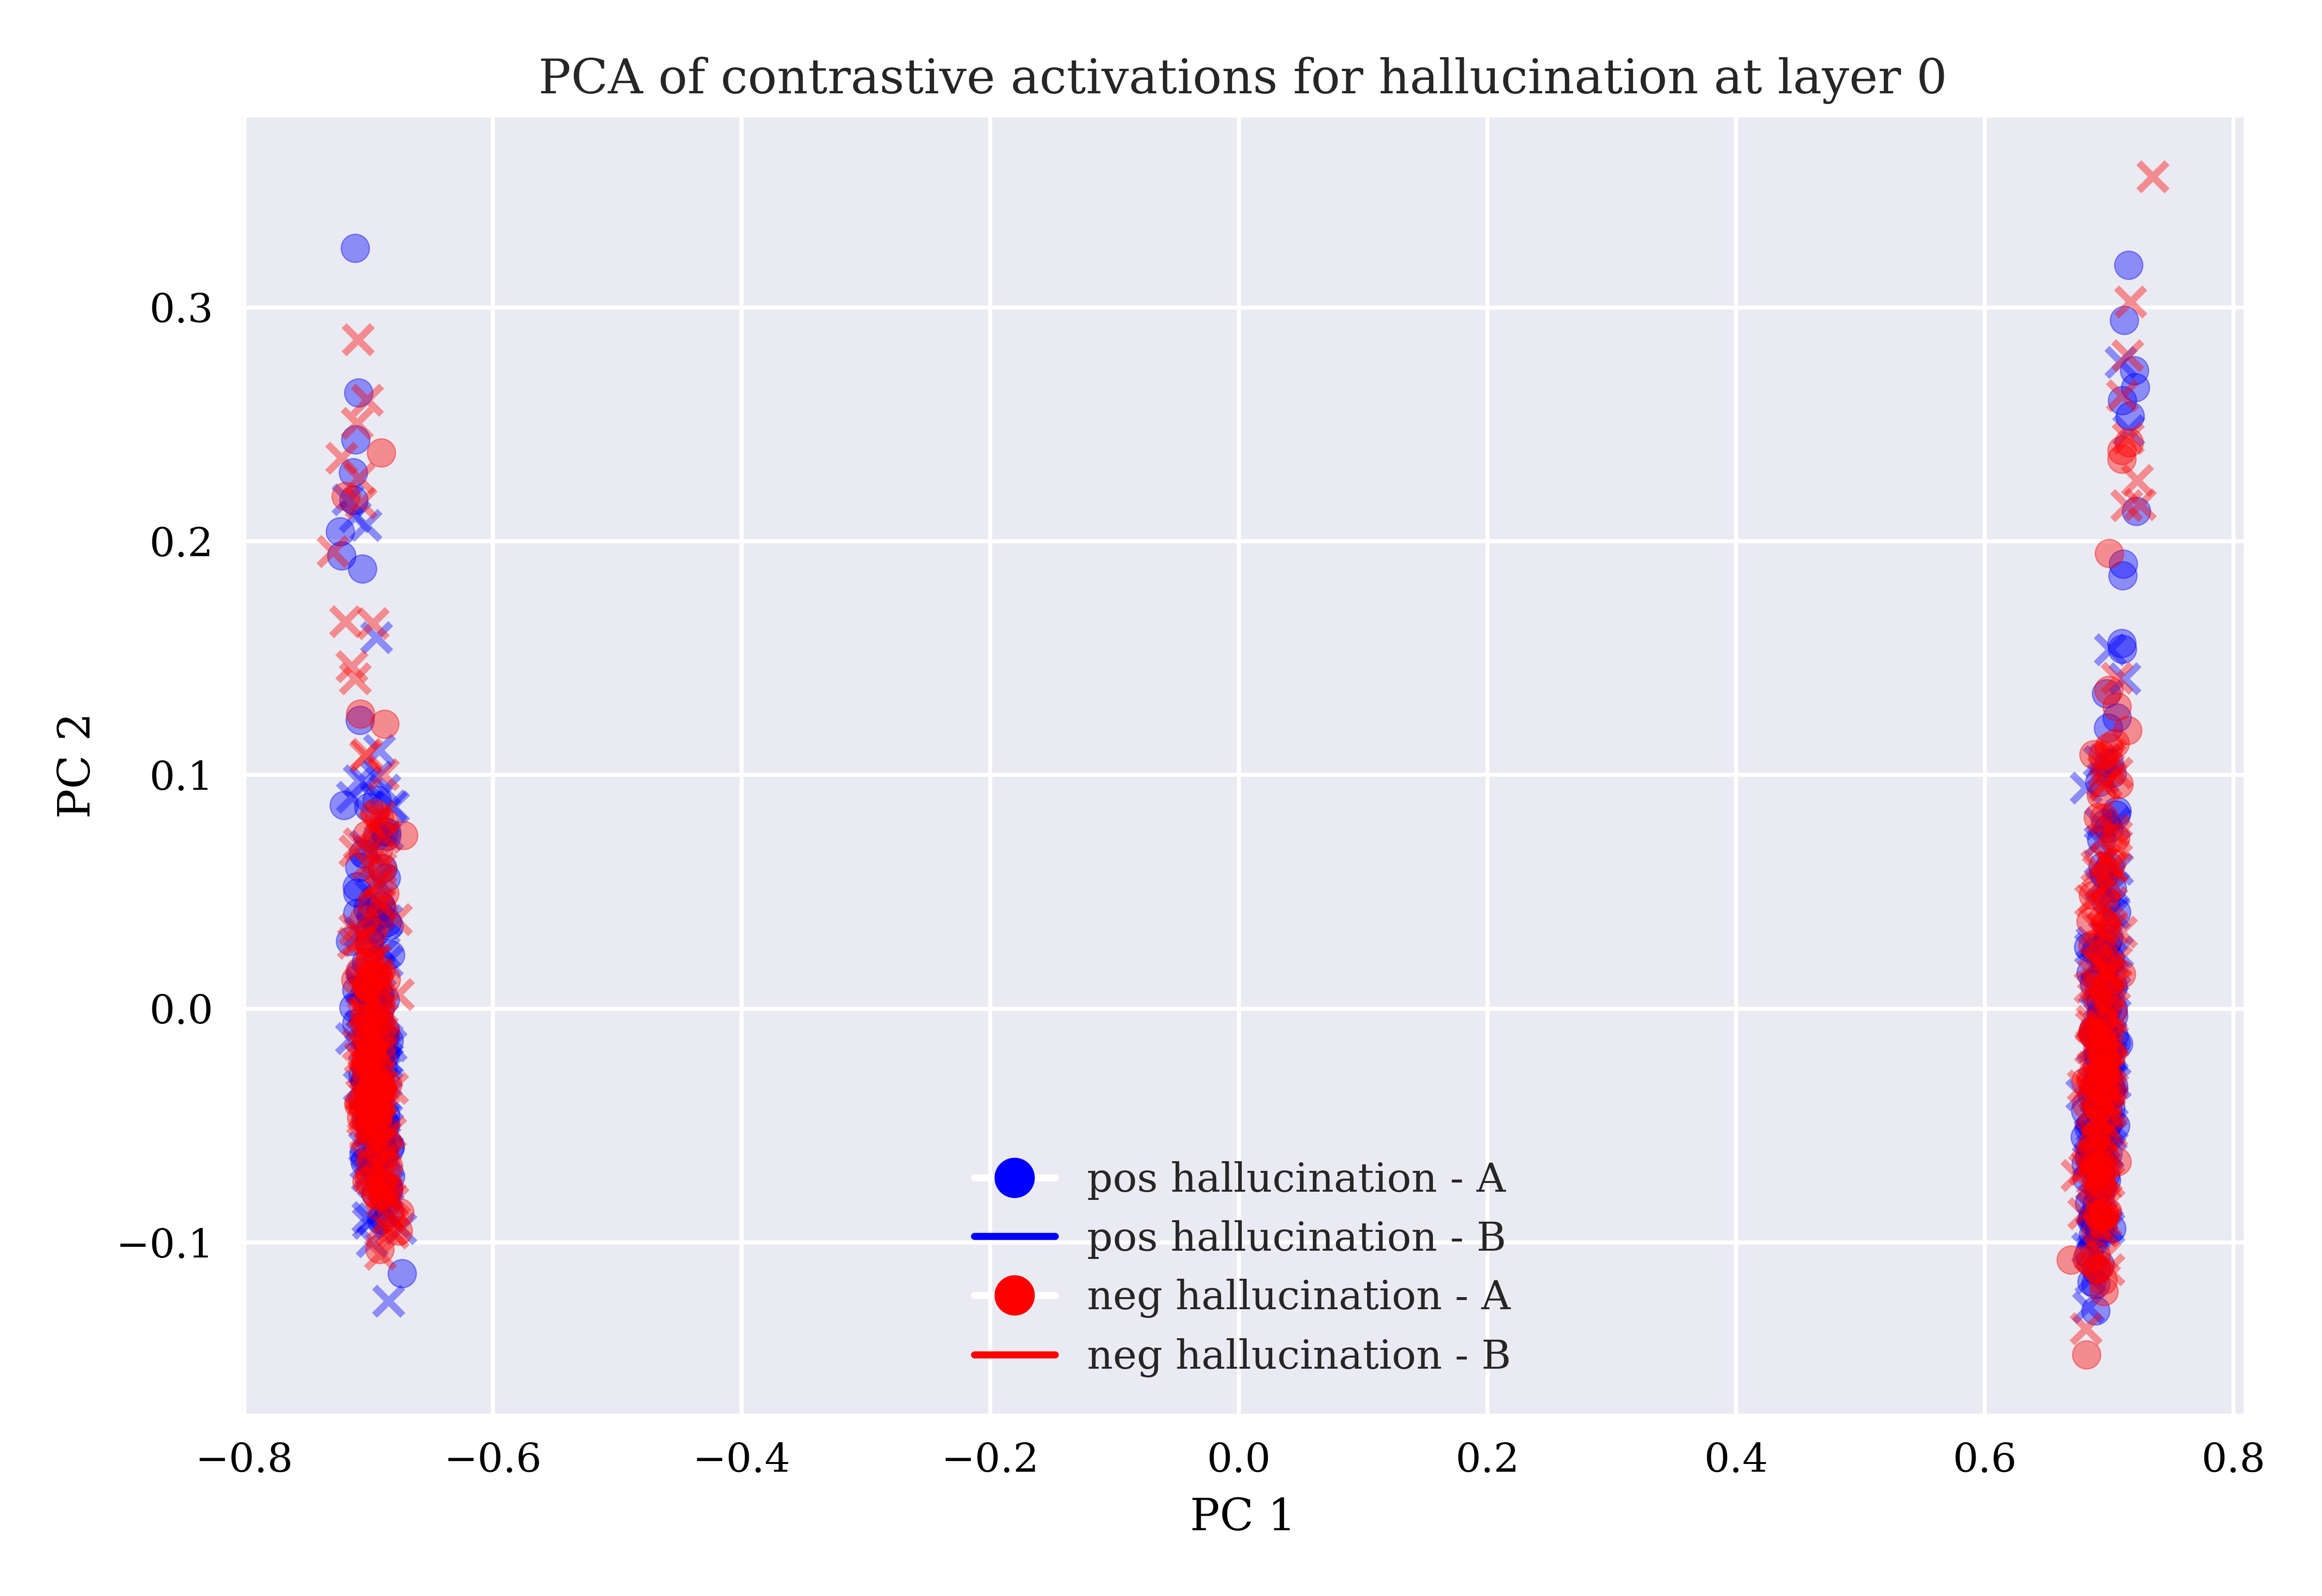 PCA of contrastive activations for hallucination at layer 0
PC 2
0.3
0.2
0.1
0.0
−0.1
pos hallucination - A
pos hallucination - B
neg hallucination - A
neg hallucination - B
−0.8 −0.6 −0.4 −0.2 0.0 0.2 0.4 0.6 0.8
PC 1